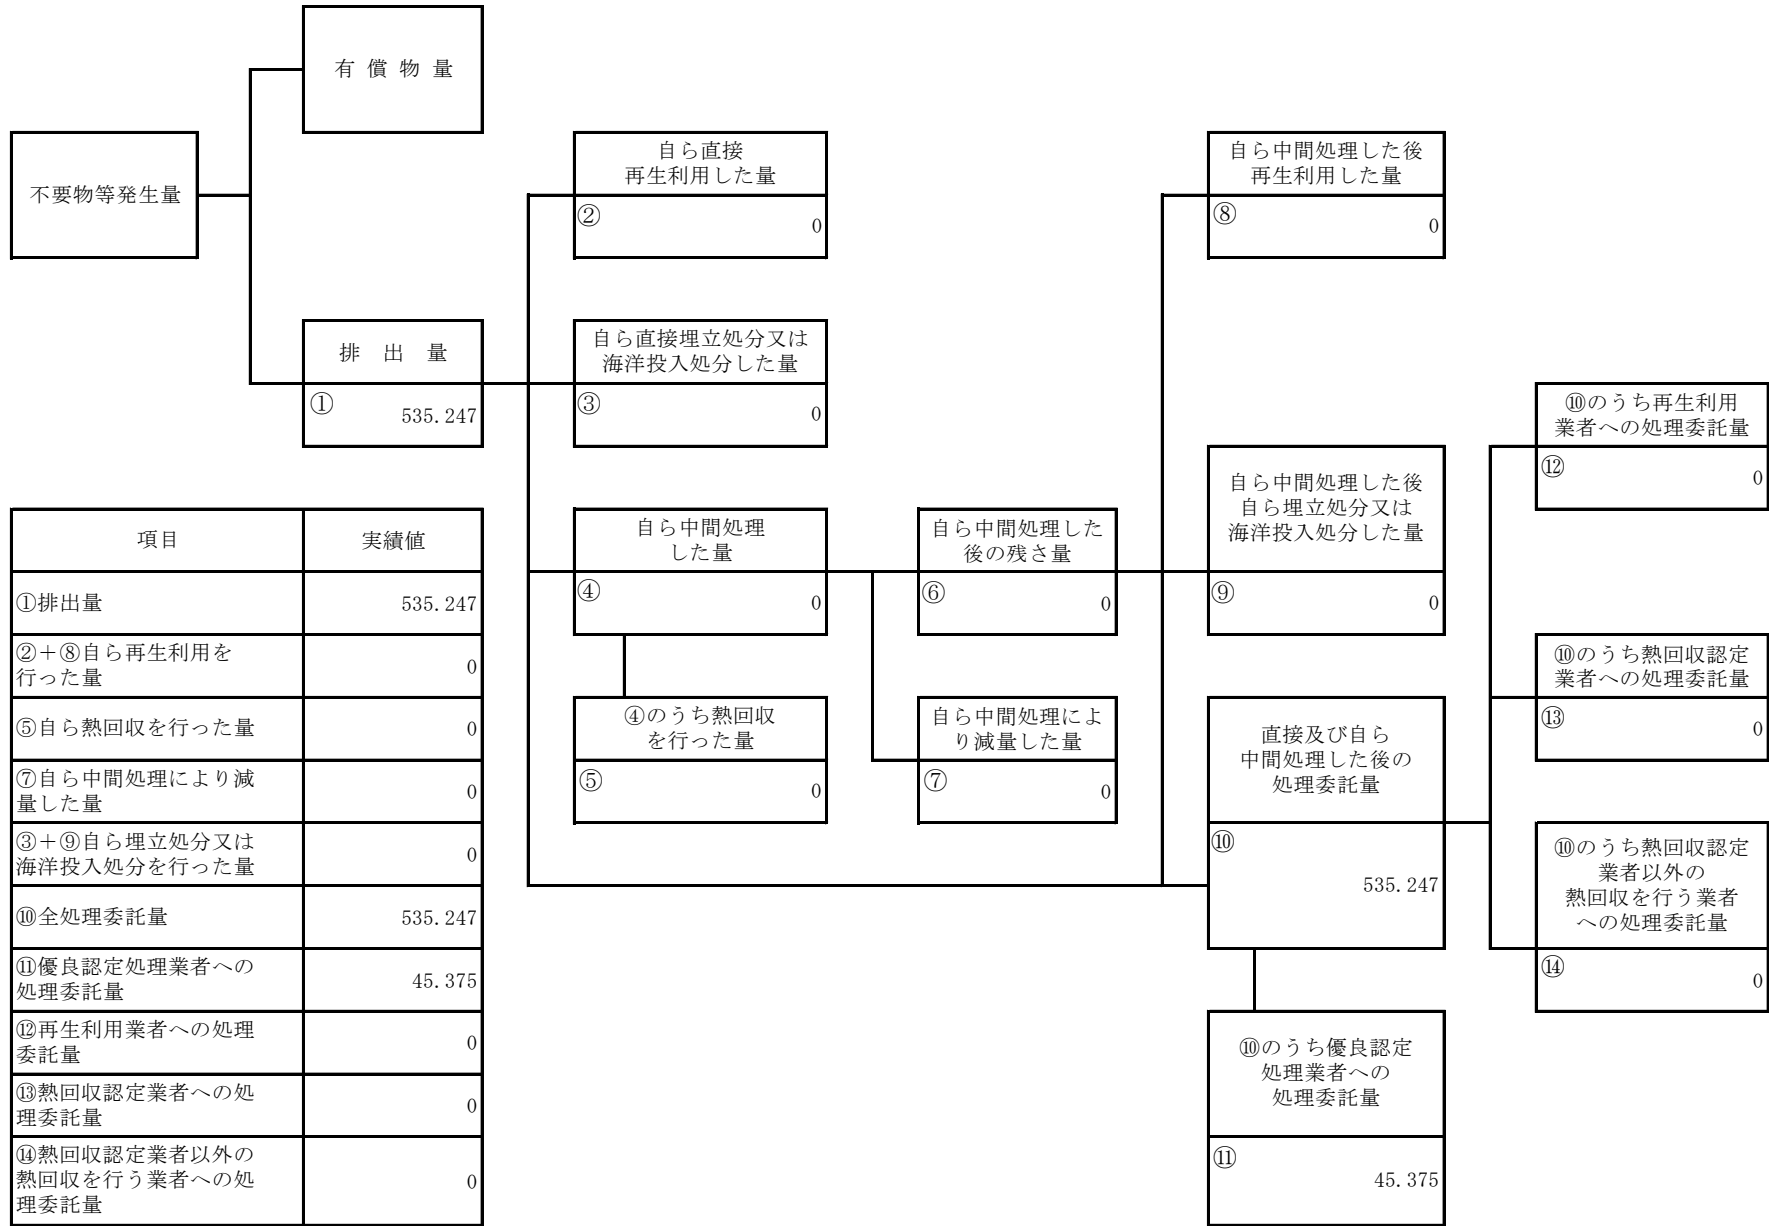 有 償 物 量
不要物等発生量
自ら直接
再生利用した量
②
0
自ら中間処理した後
再生利用した量
⑧
0
排 出 量
①
535.247
自ら直接埋立処分又は
海洋投入処分した量
③
0
⑩のうち再生利用
業者への処理委託量
⑫
0
自ら中間処理
した量
④
0
自ら中間処理した
後の残さ量
⑥
0
自ら中間処理した後
自ら埋立処分又は
海洋投入処分した量
⑨
0
⑩のうち熱回収認定
業者への処理委託量
⑬
0
④のうち熱回収
を行った量
⑤
0
自ら中間処理によ
り減量した量
⑦
0
直接及び自ら
中間処理した後の
処理委託量
⑩
535.247
⑩のうち熱回収認定
業者以外の
熱回収を行う業者
への処理委託量
⑭
0
⑩のうち優良認定
処理業者への
処理委託量
⑪
45.375
項目 実績値
①排出量 535.247
②+⑧自ら再生利用を
行った量 0
⑤自ら熱回収を行った量 0
⑦自ら中間処理により減
量した量 0
③+⑨自ら埋立処分又は
海洋投入処分を行った量 0
⑩全処理委託量 535.247
⑪優良認定処理業者への
処理委託量 45.375
⑫再生利用業者への処理
委託量 0
⑬熱回収認定業者への処
理委託量 0
⑭熱回収認定業者以外の
熱回収を行う業者への処
理委託量 0